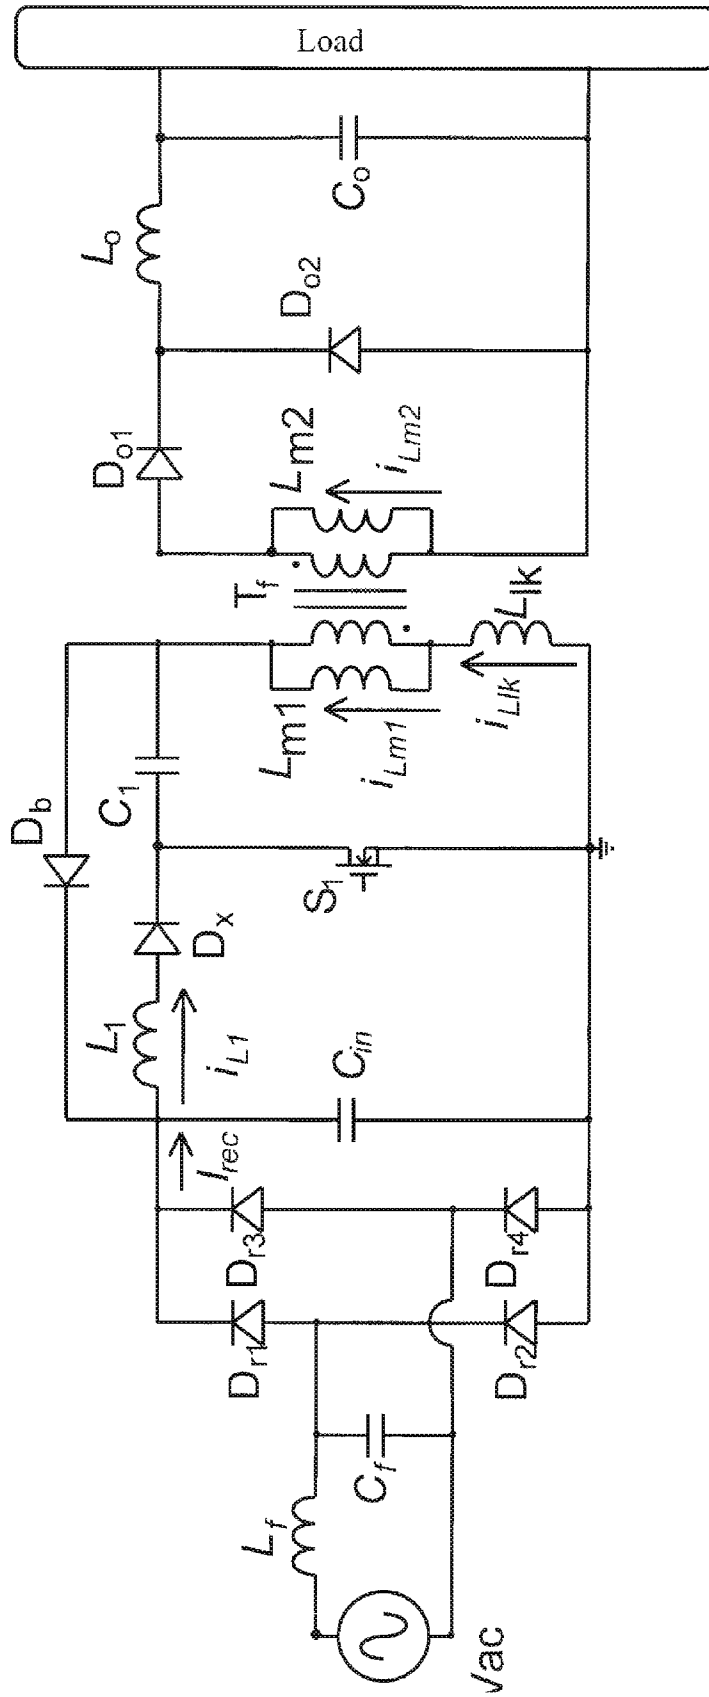 Load
Lo
Co
Do2
Do1
Lm2
iLm2
Tf
Llk
Lm1
iLm1
iLlk
Db
C1
S1
Dx
L1
iL1
Cin
Irec
Dr3
Dr4
Dr1
Dr2
Cf
Lf
Vac